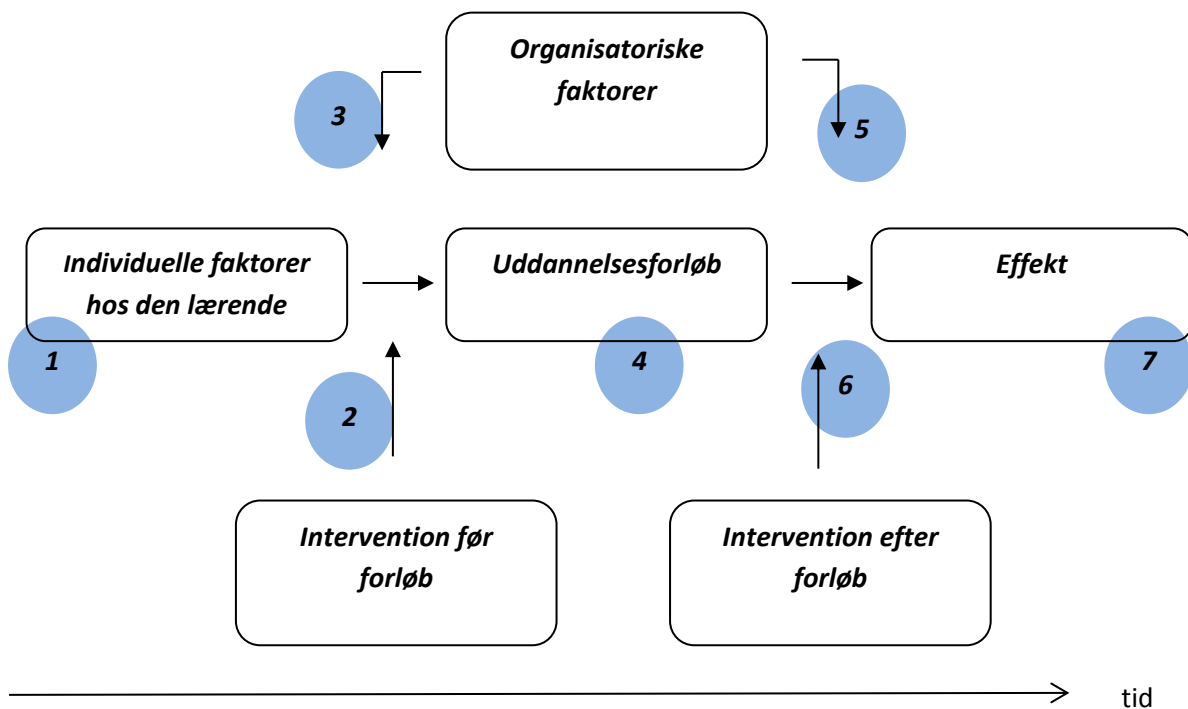 Organisatoriske
faktorer
3
5
Individuelle faktorer
hos den lærende
Uddannelsesforløb
Effekt
1
4
7
2
6
Intervention før
forløb
Intervention efter
forløb
tid